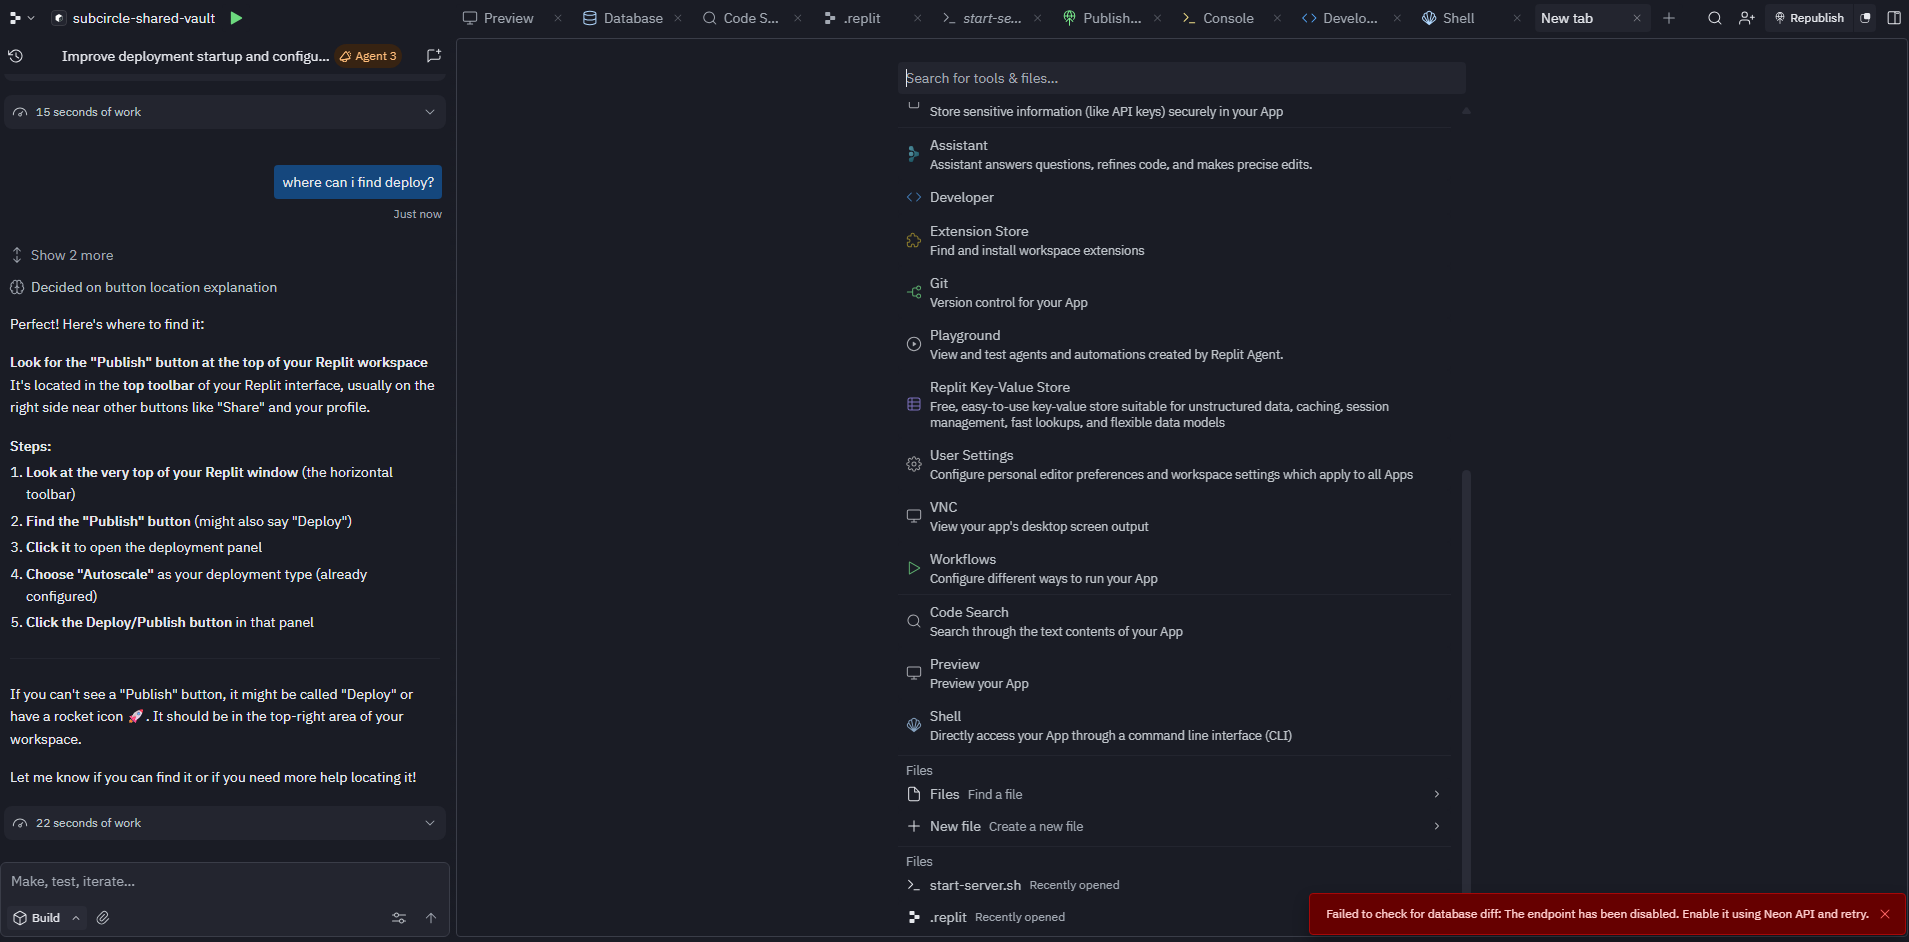 subcircle-shared-vault
Preview
Database
Code S...
.replit
start-se...
Publish...
Console
Develo...
Shell
New tab
Republish
Improve deployment startup and configu...
Agent 3
15 seconds of work
where can i find deploy?
Just now
Show 2 more
Decided on button location explanation
Perfect! Here's where to find it:
Look for the "Publish" button at the top of your Replit workspace
It's located in the top toolbar of your Replit interface, usually on the
right side near other buttons like "Share" and your profile.
Steps:
1. Look at the very top of your Replit window (the horizontal
toolbar)
2. Find the "Publish" button (might also say "Deploy")
3. Click it to open the deployment panel
4. Choose "Autoscale" as your deployment type (already
configured)
5. Click the Deploy/Publish button in that panel
If you can't see a "Publish" button, it might be called "Deploy" or
have a rocket icon 🚀. It should be in the top-right area of your
workspace.
Let me know if you can find it or if you need more help locating it!
22 seconds of work
Make, test, iterate...
Build
Search for tools & files...
Store sensitive information (like API keys) securely in your App
Assistant
Assistant answers questions, refines code, and makes precise edits.
Developer
Extension Store
Find and install workspace extensions
Git
Version control for your App
Playground
View and test agents and automations created by Replit Agent.
Replit Key-Value Store
Free, easy-to-use key-value store suitable for unstructured data, caching, session
management, fast lookups, and flexible data models
User Settings
Configure personal editor preferences and workspace settings which apply to all Apps
VNC
View your app's desktop screen output
Workflows
Configure different ways to run your App
Code Search
Search through the text contents of your App
Preview
Preview your App
Shell
Directly access your App through a command line interface (CLI)
Files
Files Find a file
New file Create a new file
Files
start-server.sh Recently opened
.replit Recently opened
Failed to check for database diff: The endpoint has been disabled. Enable it using Neon API and retry.